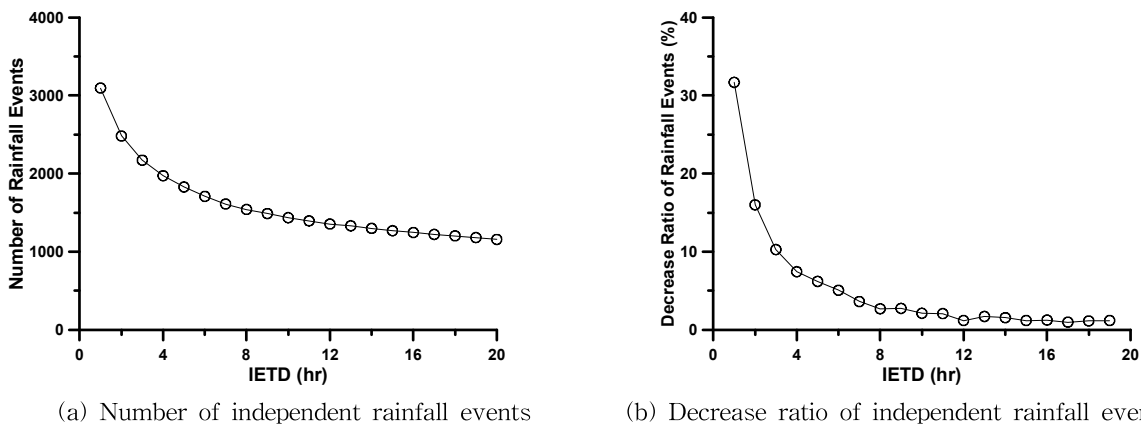 4000
3000
2000
1000
0
Number of Rainfall Events
0 4 8 12 16 20
IETD (hr)
(a) Number of independent rainfall events
40
30
20
10
0
Decrease Ratio of Rainfall Events (%)
0 4 8 12 16 20
IETD (hr)
(b) Decrease ratio of independent rainfall even